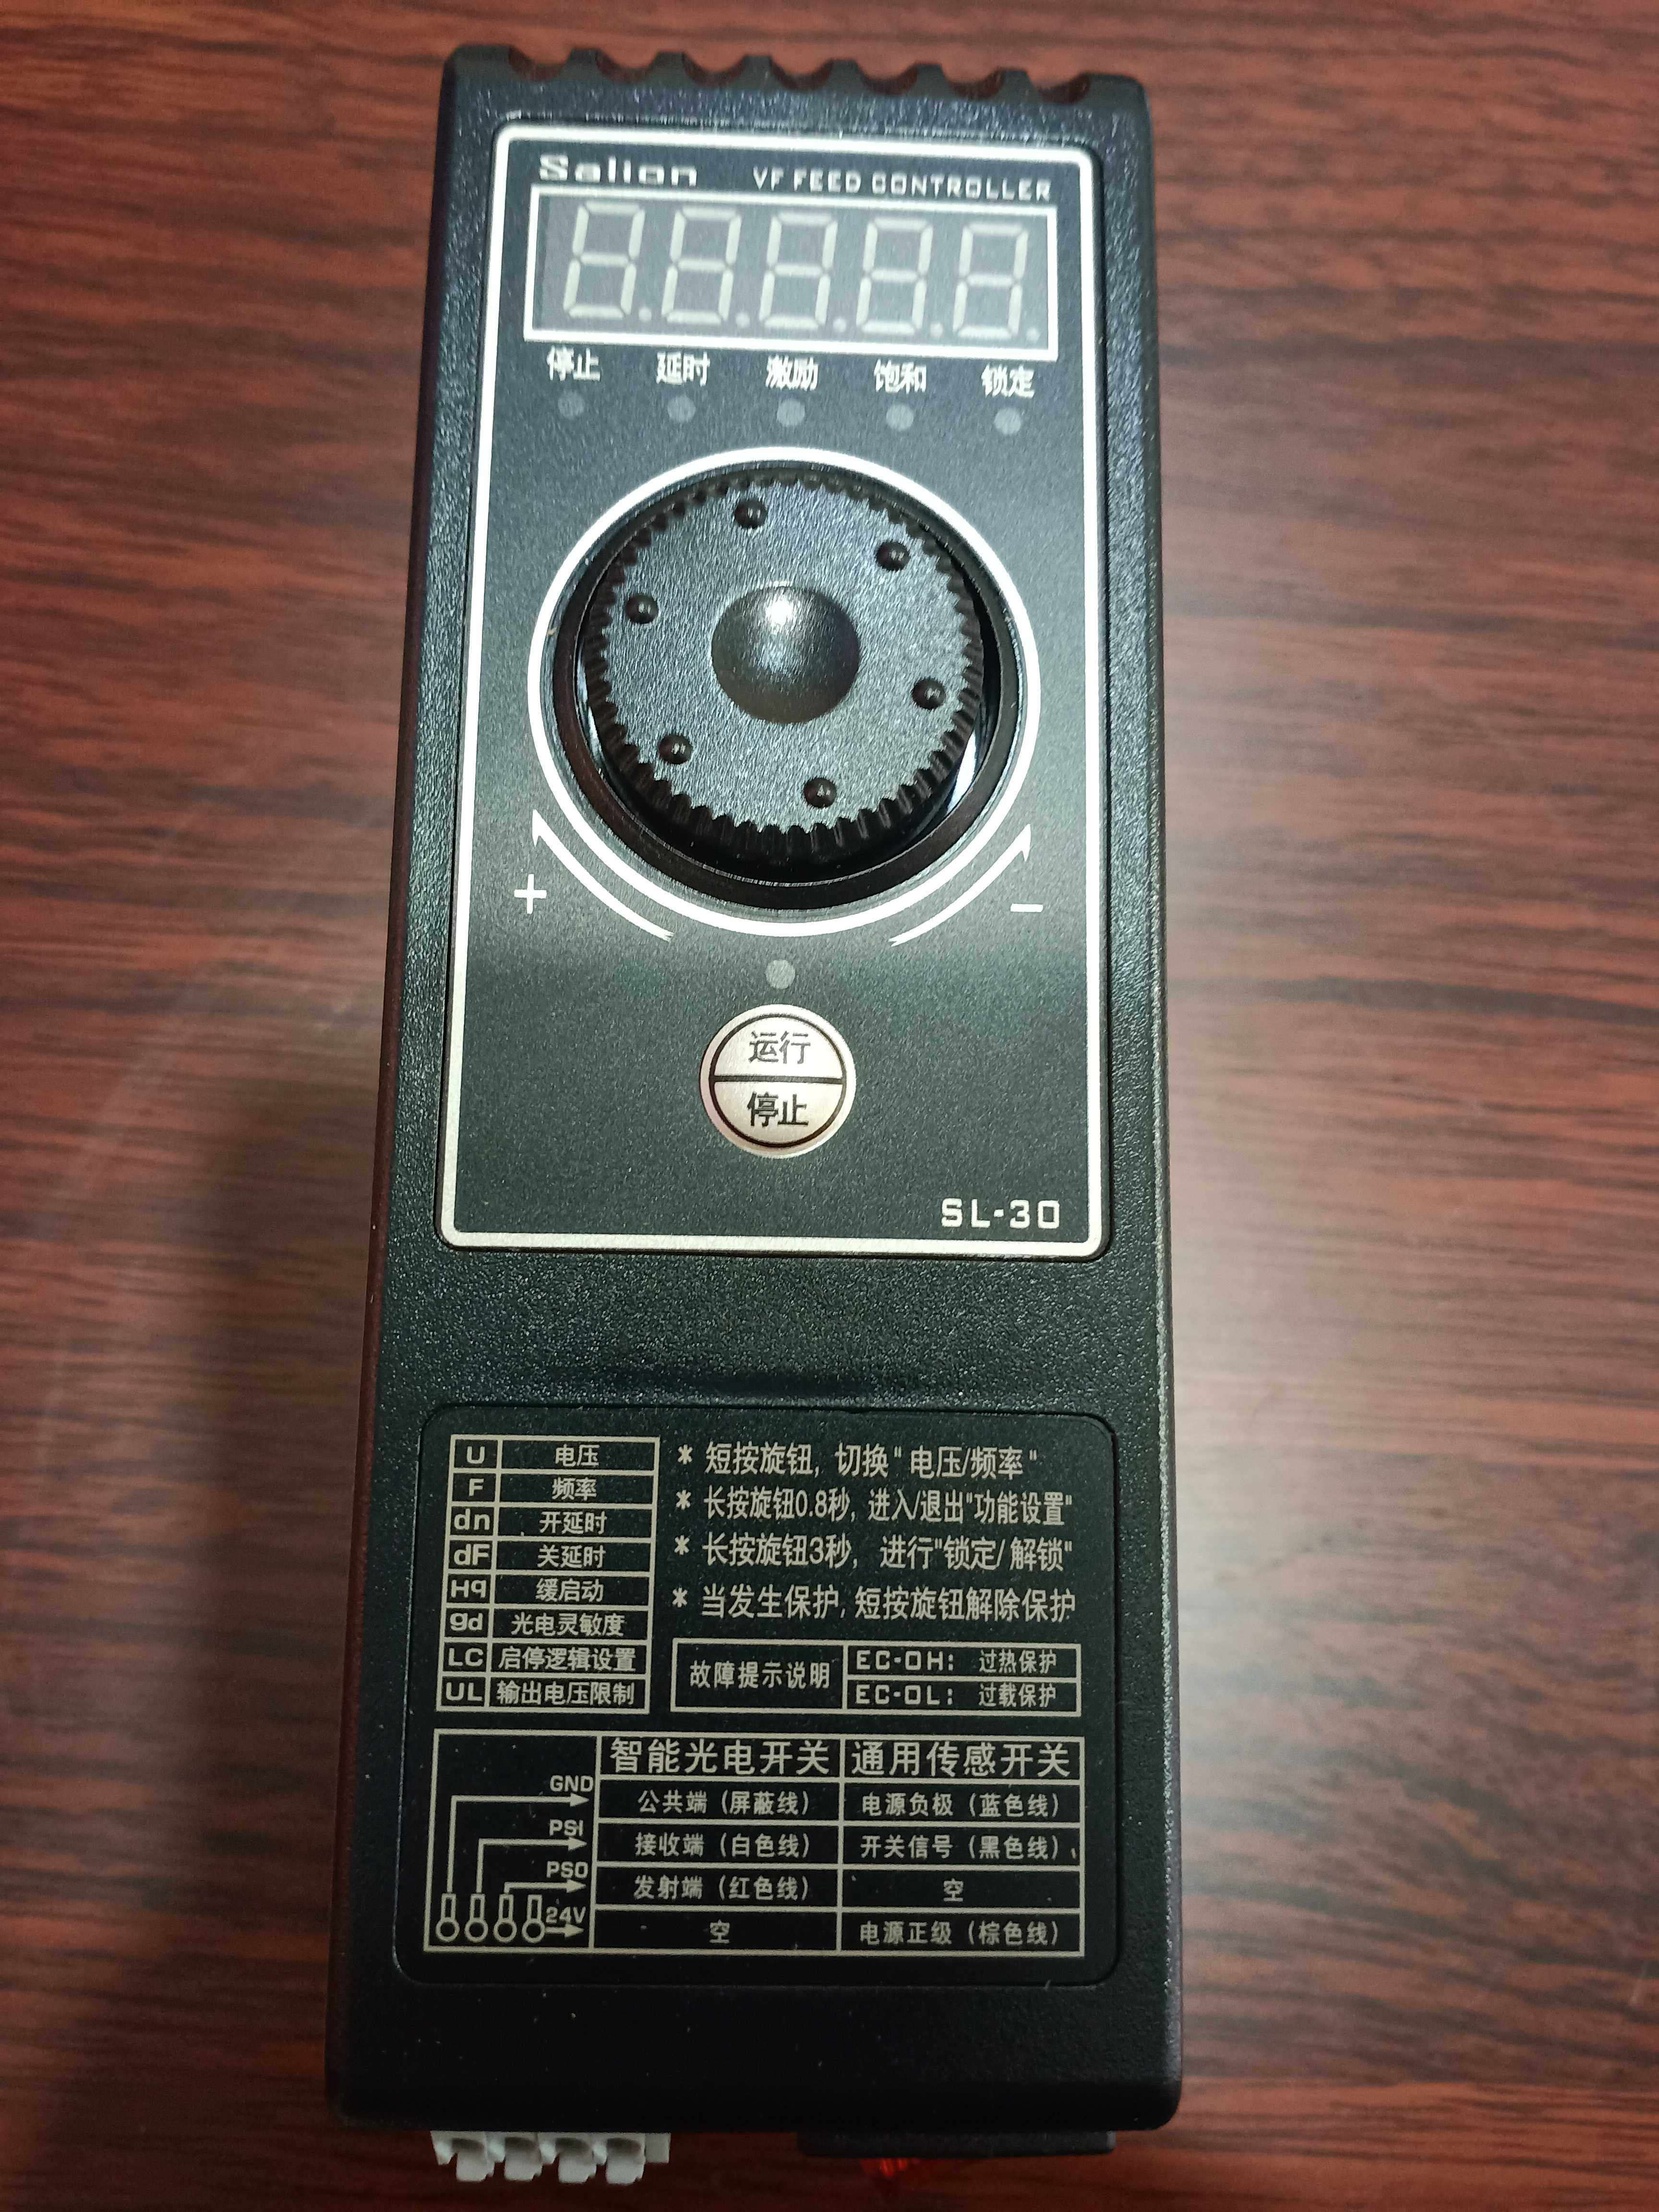 Salion VF FEED CONTROLLER
停止 延时 激励 饱和 锁定
+ −
运行
停止
SL-30
U 电压
F 频率
dn 开延时
dF 关延时
Hq 缓启动
gd 光电灵敏度
LC 启停逻辑设置
UL 输出电压限制
* 短按旋钮, 切换"电压/频率"
* 长按旋钮0.8秒, 进入/退出"功能设置"
* 长按旋钮3秒, 进行"锁定/解锁"
* 当发生保护, 短按旋钮解除保护
故障提示说明
EC-OH: 过热保护
EC-OL: 过载保护
智能光电开关 通用传感开关
GND 公共端 (屏蔽线) 电源负极 (蓝色线)
PSI 接收端 (白色线) 开关信号 (黑色线)
PSO 发射端 (红色线) 空
24V 空 电源正级 (棕色线)